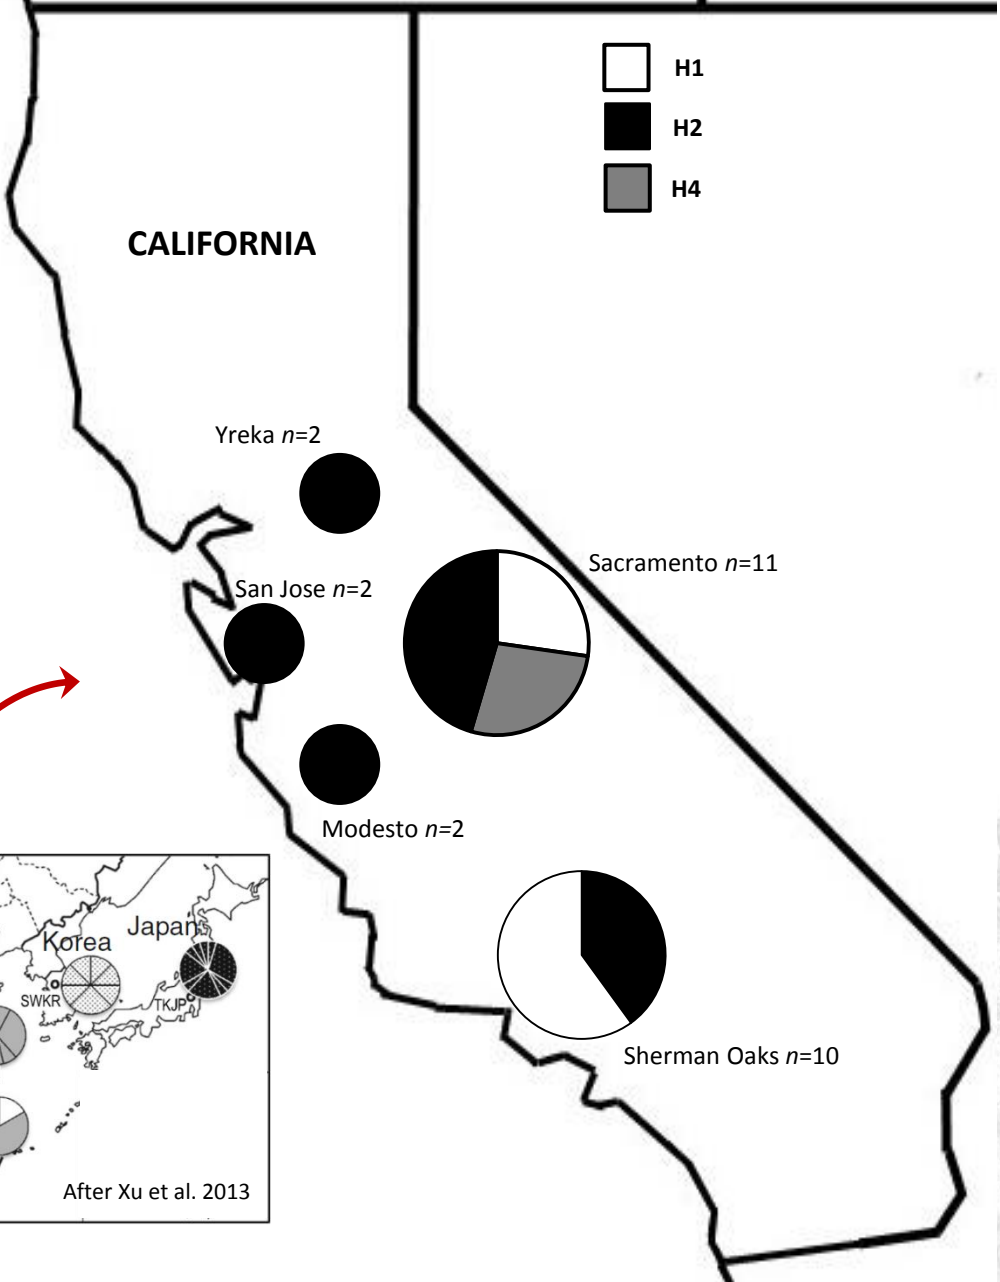 H1
H2
H4
CALIFORNIA
Yreka n=2
Sacramento n=11
San Jose n=2
Modesto n=2
Japan
Korea
SWKR
TKJP
Sherman Oaks n=10
After Xu et al. 2013